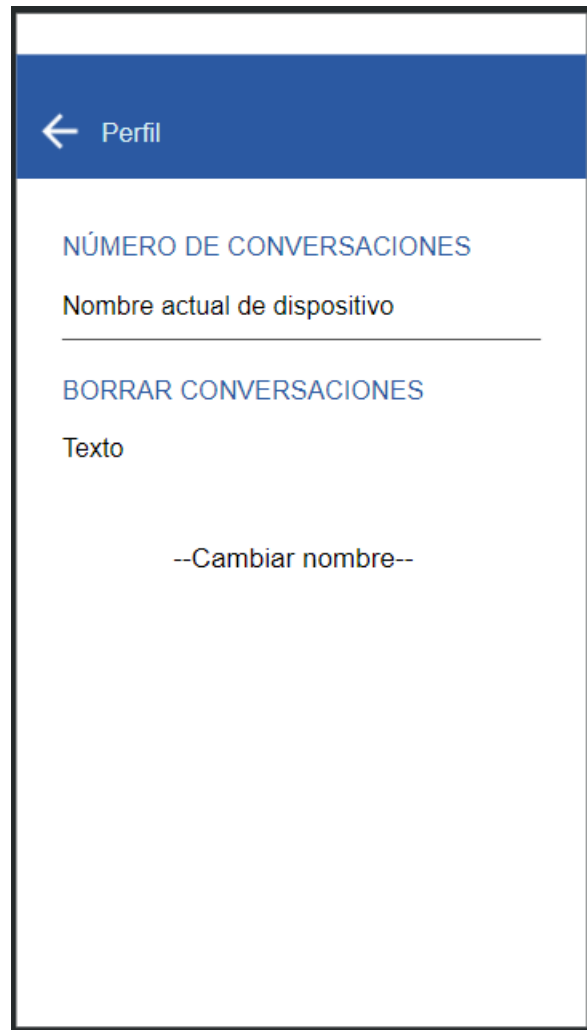 Perfil
NÚMERO DE CONVERSACIONES
Nombre actual de dispositivo
BORRAR CONVERSACIONES
Texto
--Cambiar nombre--